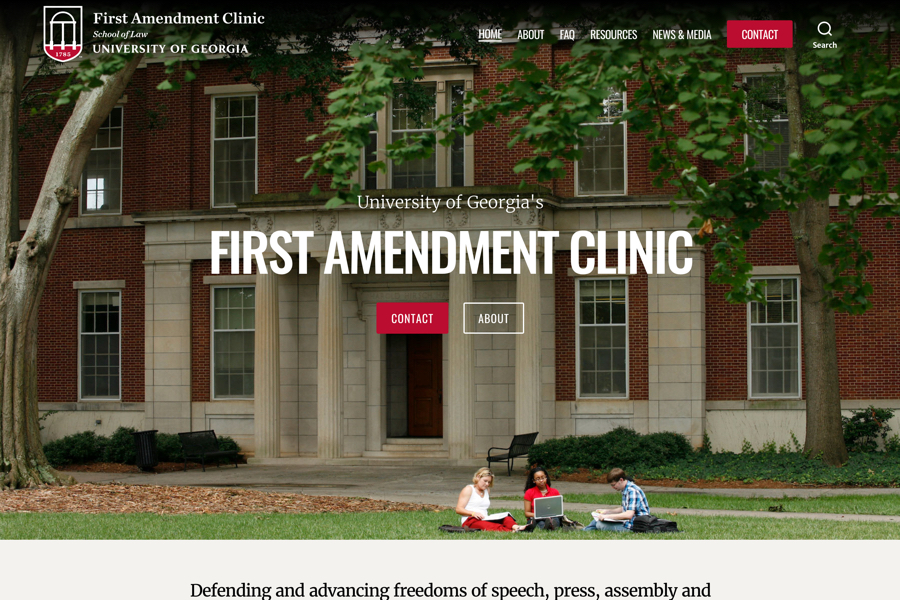 First Amendment Clinic
School of Law
UNIVERSITY OF GEORGIA
1785
HOME ABOUT FAQ RESOURCES NEWS & MEDIA CONTACT
Search
University of Georgia's
FIRST AMENDMENT CLINIC
CONTACT ABOUT
Defending and advancing freedoms of speech, press, assembly and